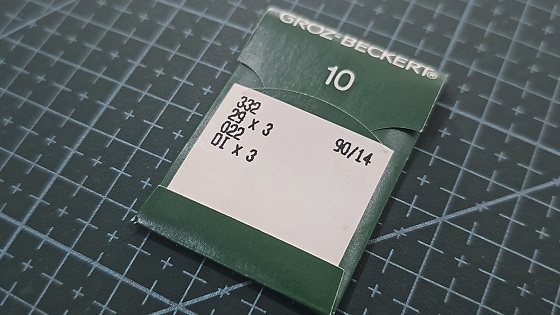 GROZ-BECKERT®
10
332
29 x 3
022
DI x 3
90/14